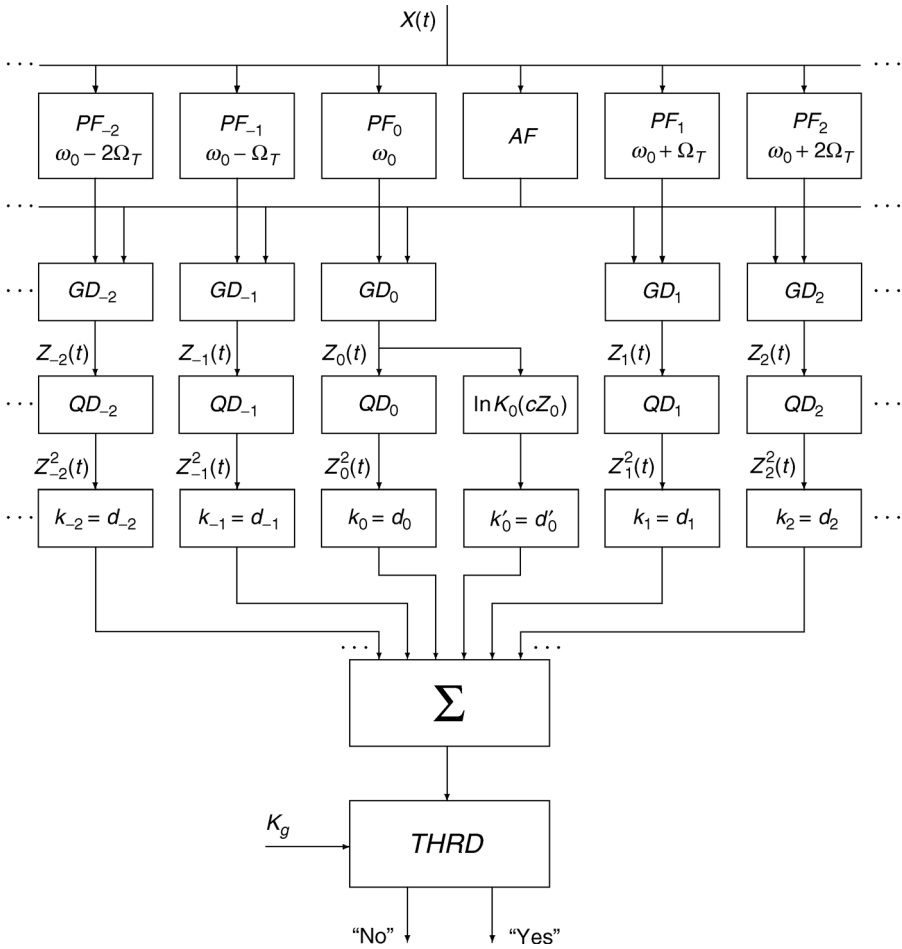 X(t)
... ...
PF₋₂ PF₋₁ PF₀ AF PF₁ PF₂
ω₀ − 2Ω_T ω₀ − Ω_T ω₀ ω₀ + Ω_T ω₀ + 2Ω_T
... ...
... GD₋₂ GD₋₁ GD₀ GD₁ GD₂ ...
Z₋₂(t) Z₋₁(t) Z₀(t) Z₁(t) Z₂(t)
... QD₋₂ QD₋₁ QD₀ ln K₀(cZ₀) QD₁ QD₂ ...
Z²₋₂(t) Z²₋₁(t) Z²₀(t) Z²₁(t) Z²₂(t)
... k₋₂ = d₋₂ k₋₁ = d₋₁ k₀ = d₀ k′₀ = d′₀ k₁ = d₁ k₂ = d₂ ...
... ...
Σ
K_g
THRD
“No” “Yes”